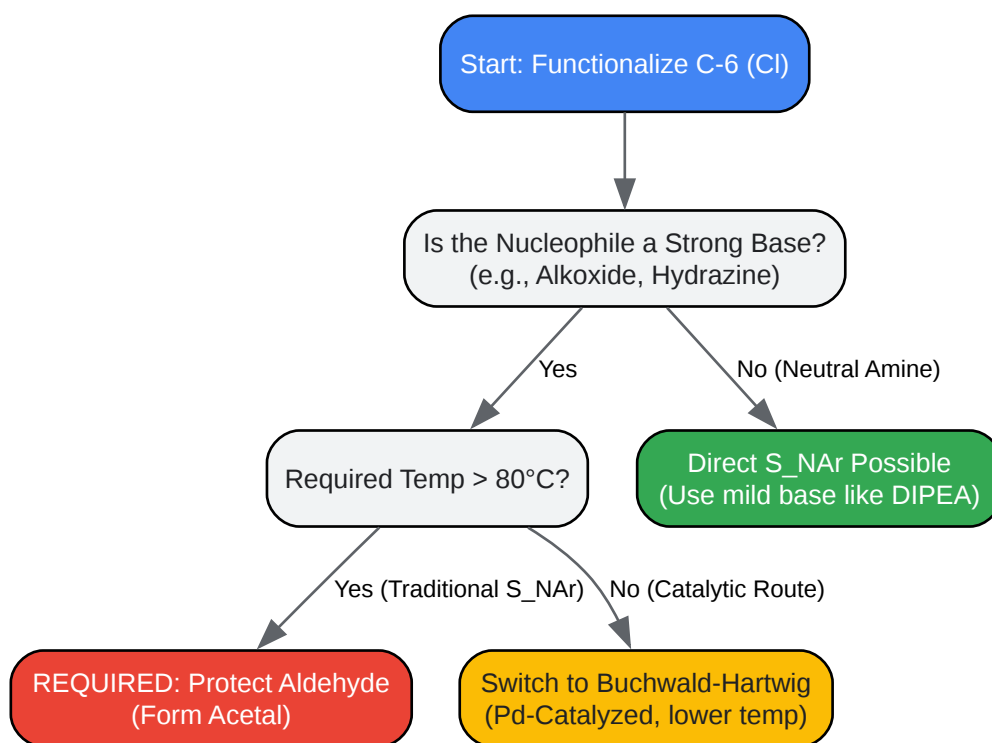 Start: Functionalize C-6 (Cl)
Is the Nucleophile a Strong Base?
(e.g., Alkoxide, Hydrazine)
Yes
No (Neutral Amine)
Required Temp > 80°C?
Direct S_NAr Possible
(Use mild base like DIPEA)
Yes (Traditional S_NAr)
No (Catalytic Route)
REQUIRED: Protect Aldehyde
(Form Acetal)
Switch to Buchwald-Hartwig
(Pd-Catalyzed, lower temp)